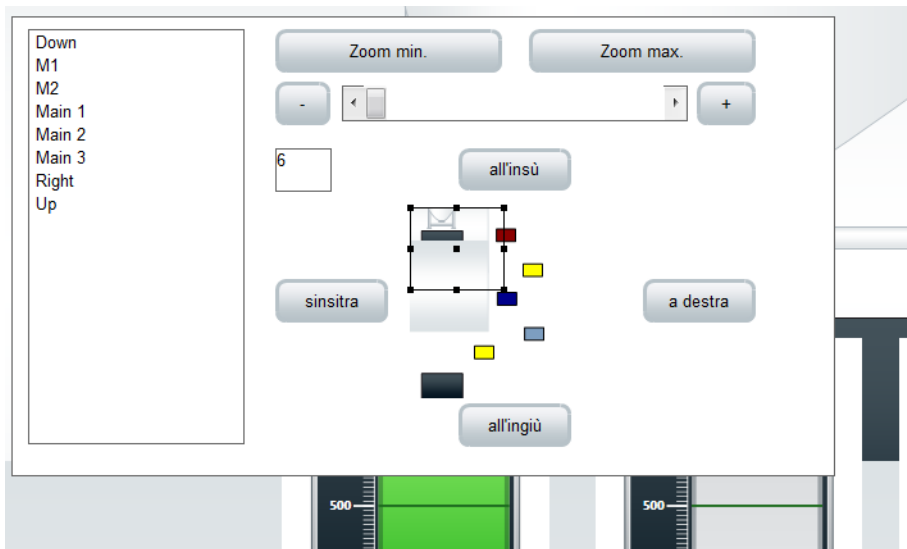 Down
M1
M2
Main 1
Main 2
Main 3
Right
Up
Zoom min.
Zoom max.
-
+
6
all'insù
sinsitra
a destra
all'ingiù
500
500